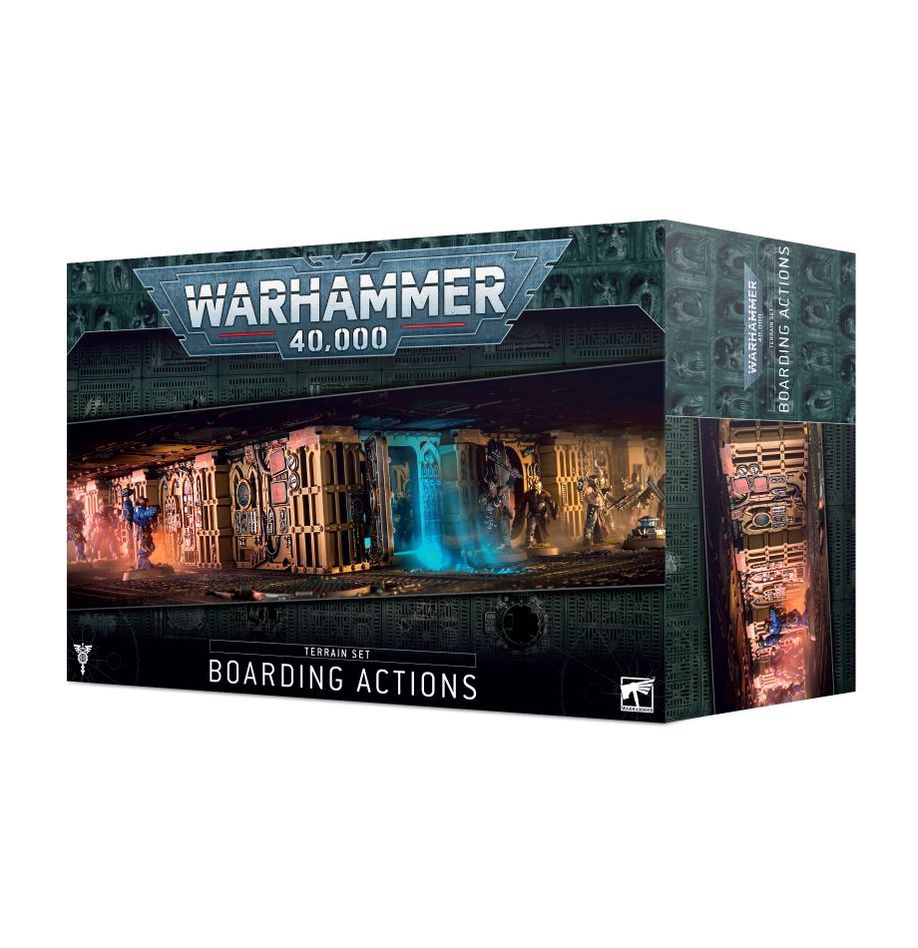 WARHAMMER
40,000
TERRAIN SET
BOARDING ACTIONS
WARHAMMER
40,000
TERRAIN SET
BOARDING ACTIONS